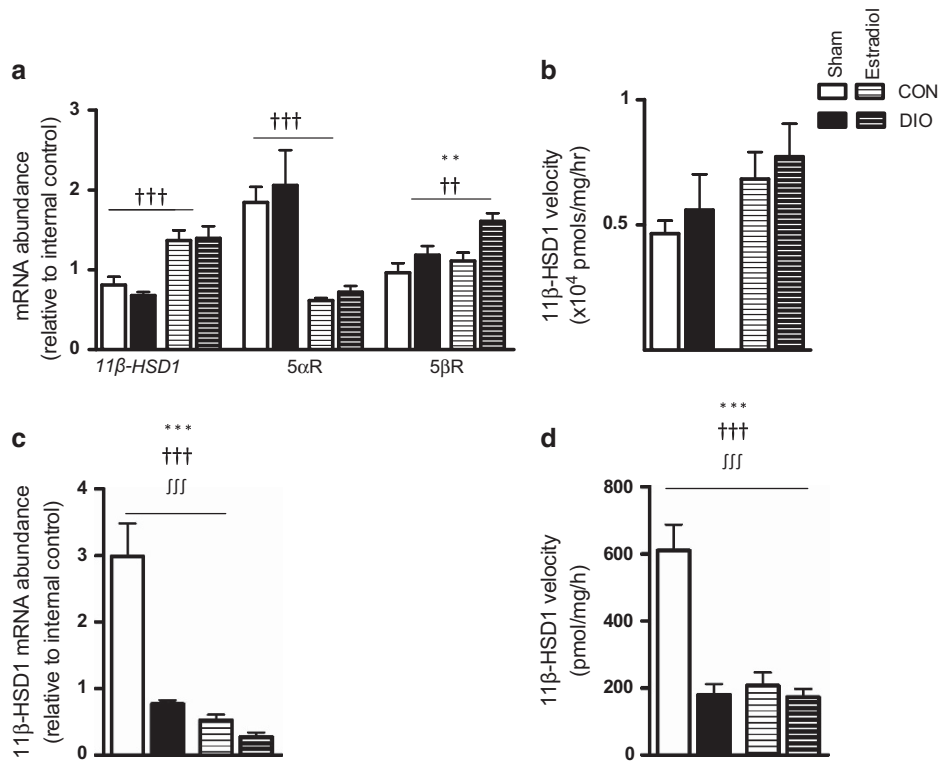 Sham
Estradiol
CON
DIO
a
mRNA abundance
(relative to internal control)
3
2
1
0
†††
†††
**
††
11β-HSD1
5αR
5βR
b
11β-HSD1 velocity
(x10⁴ pmols/mg/hr)
1
0.5
c
11β-HSD1 mRNA abundance
(relative to internal control)
***
†††
∫∫∫
4
3
2
1
0
d
11β-HSD1 velocity
(pmol/mg/h)
***
†††
∫∫∫
800
600
400
200
0